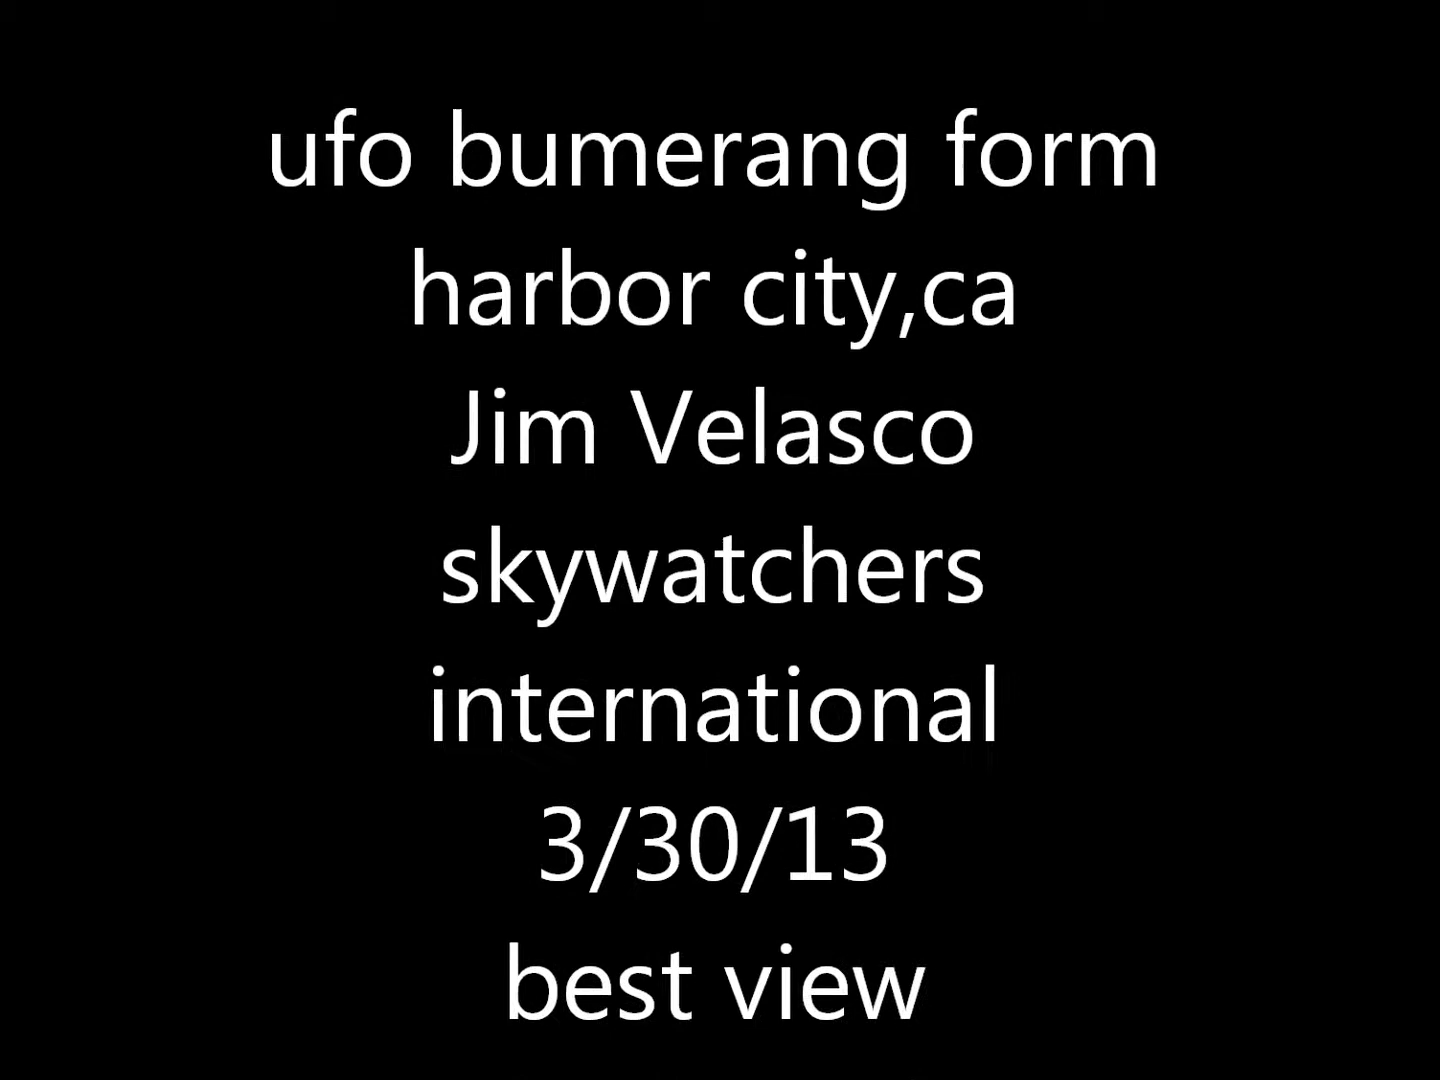 ufo bumerang form
harbor city,ca
Jim Velasco
skywatchers
international
3/30/13
best view